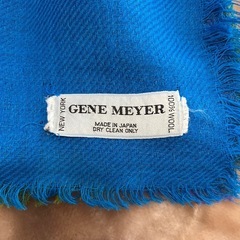 NEW YORK
GENE MEYER
MADE IN JAPAN
DRY CLEAN ONLY
100% WOOL